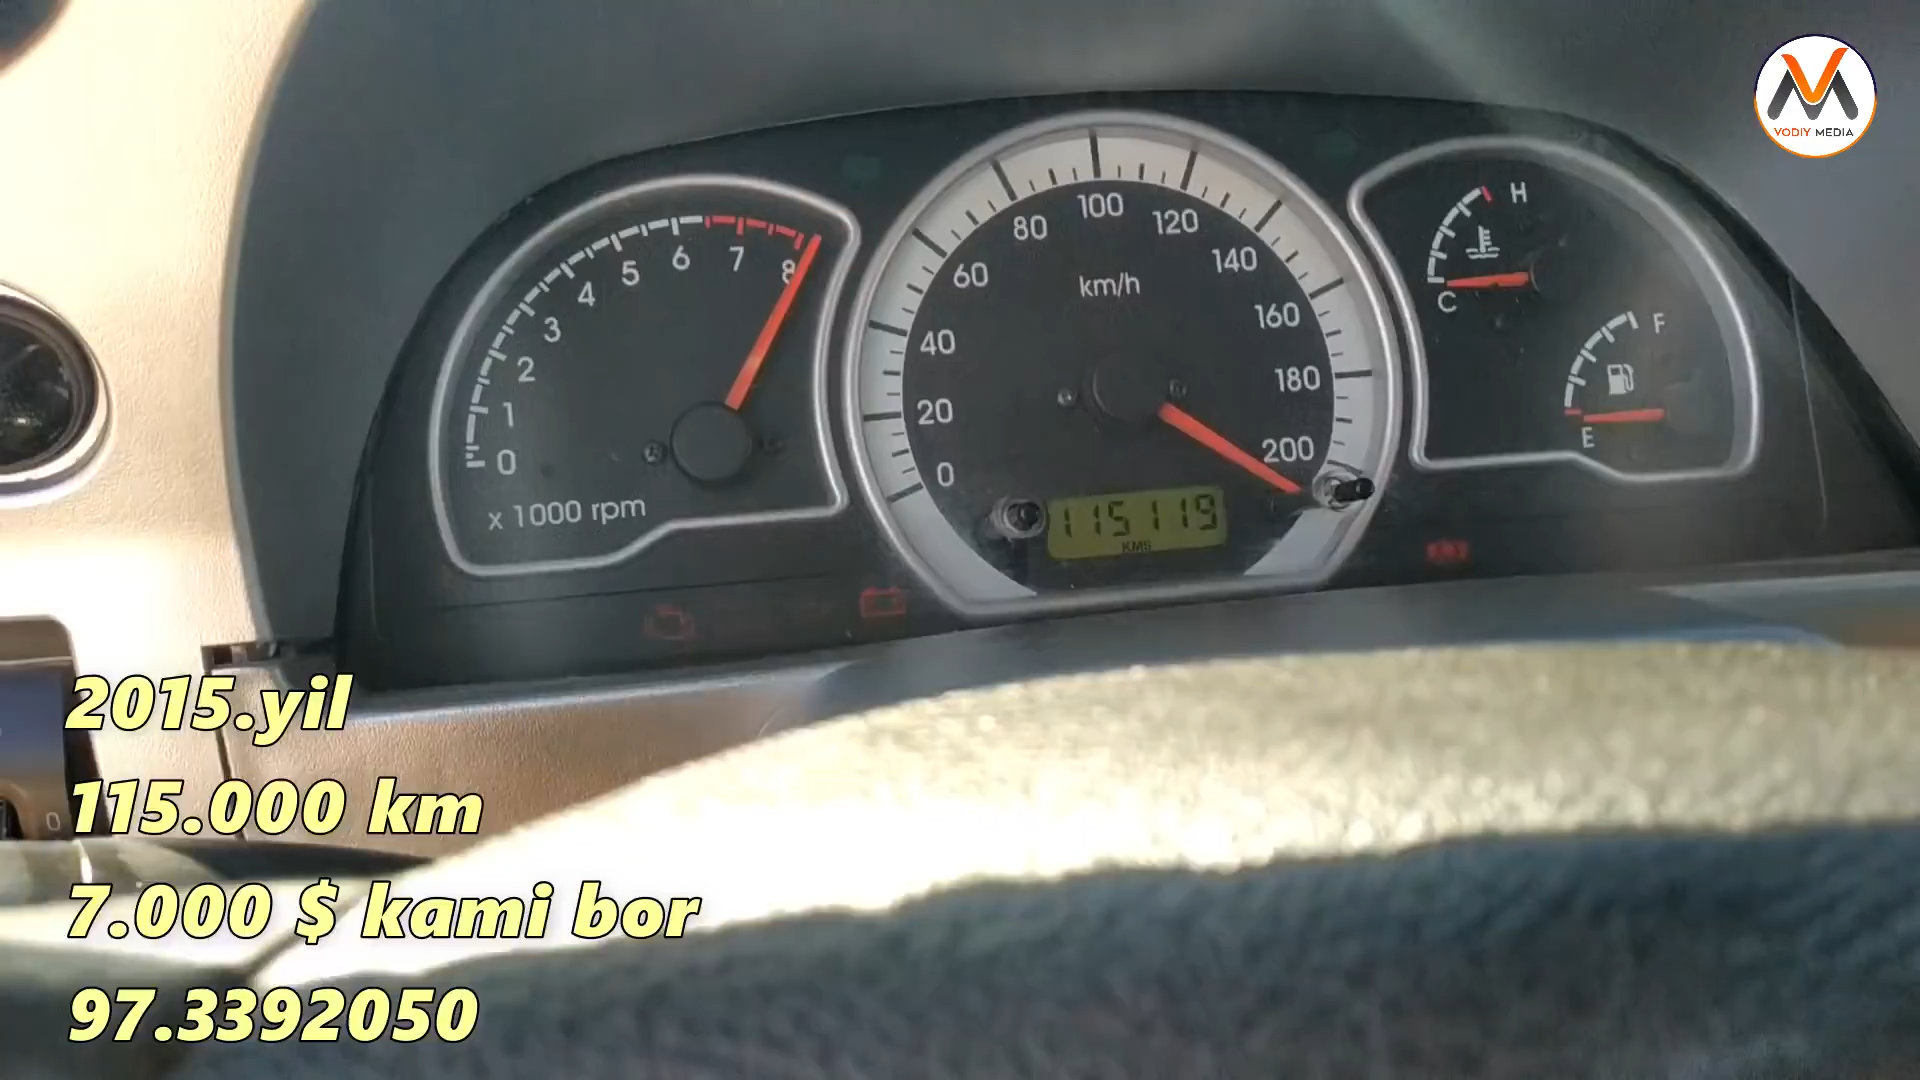 VODIY MEDIA
0
1
2
3
4
5
6
7
8
x 1000 rpm
0
20
40
60
80
100
120
140
160
180
200
km/h
115119
KMS
H
C
F
E
0
2015.yil
115.000 km
7.000 $ kami bor
97.3392050